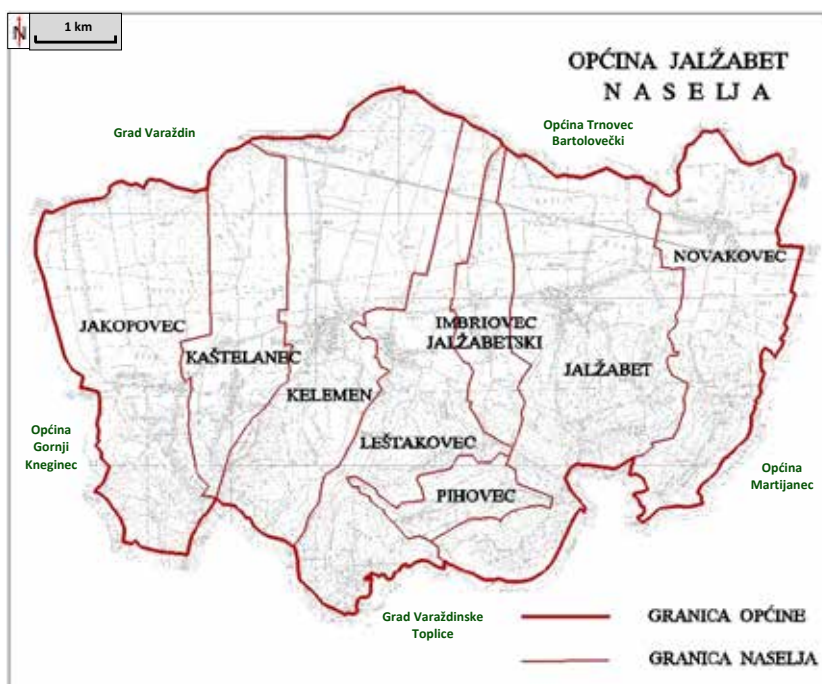 N
1 km
OPĆINA JALŽABET
N A S E L J A
Grad Varaždin
Općina Trnovec
Bartolovečki
NOVAKOVEC
JAKOPOVEC
IMBRIOVEC
JALŽABETSKI
KAŠTELANEC
JALŽABET
KELEMEN
Općina
Gornji
Kneginec
LEŠTAKOVEC
Općina
Martijanec
PIHOVEC
Grad Varaždinske
Toplice
GRANICA OPĆINE
GRANICA NASELJA